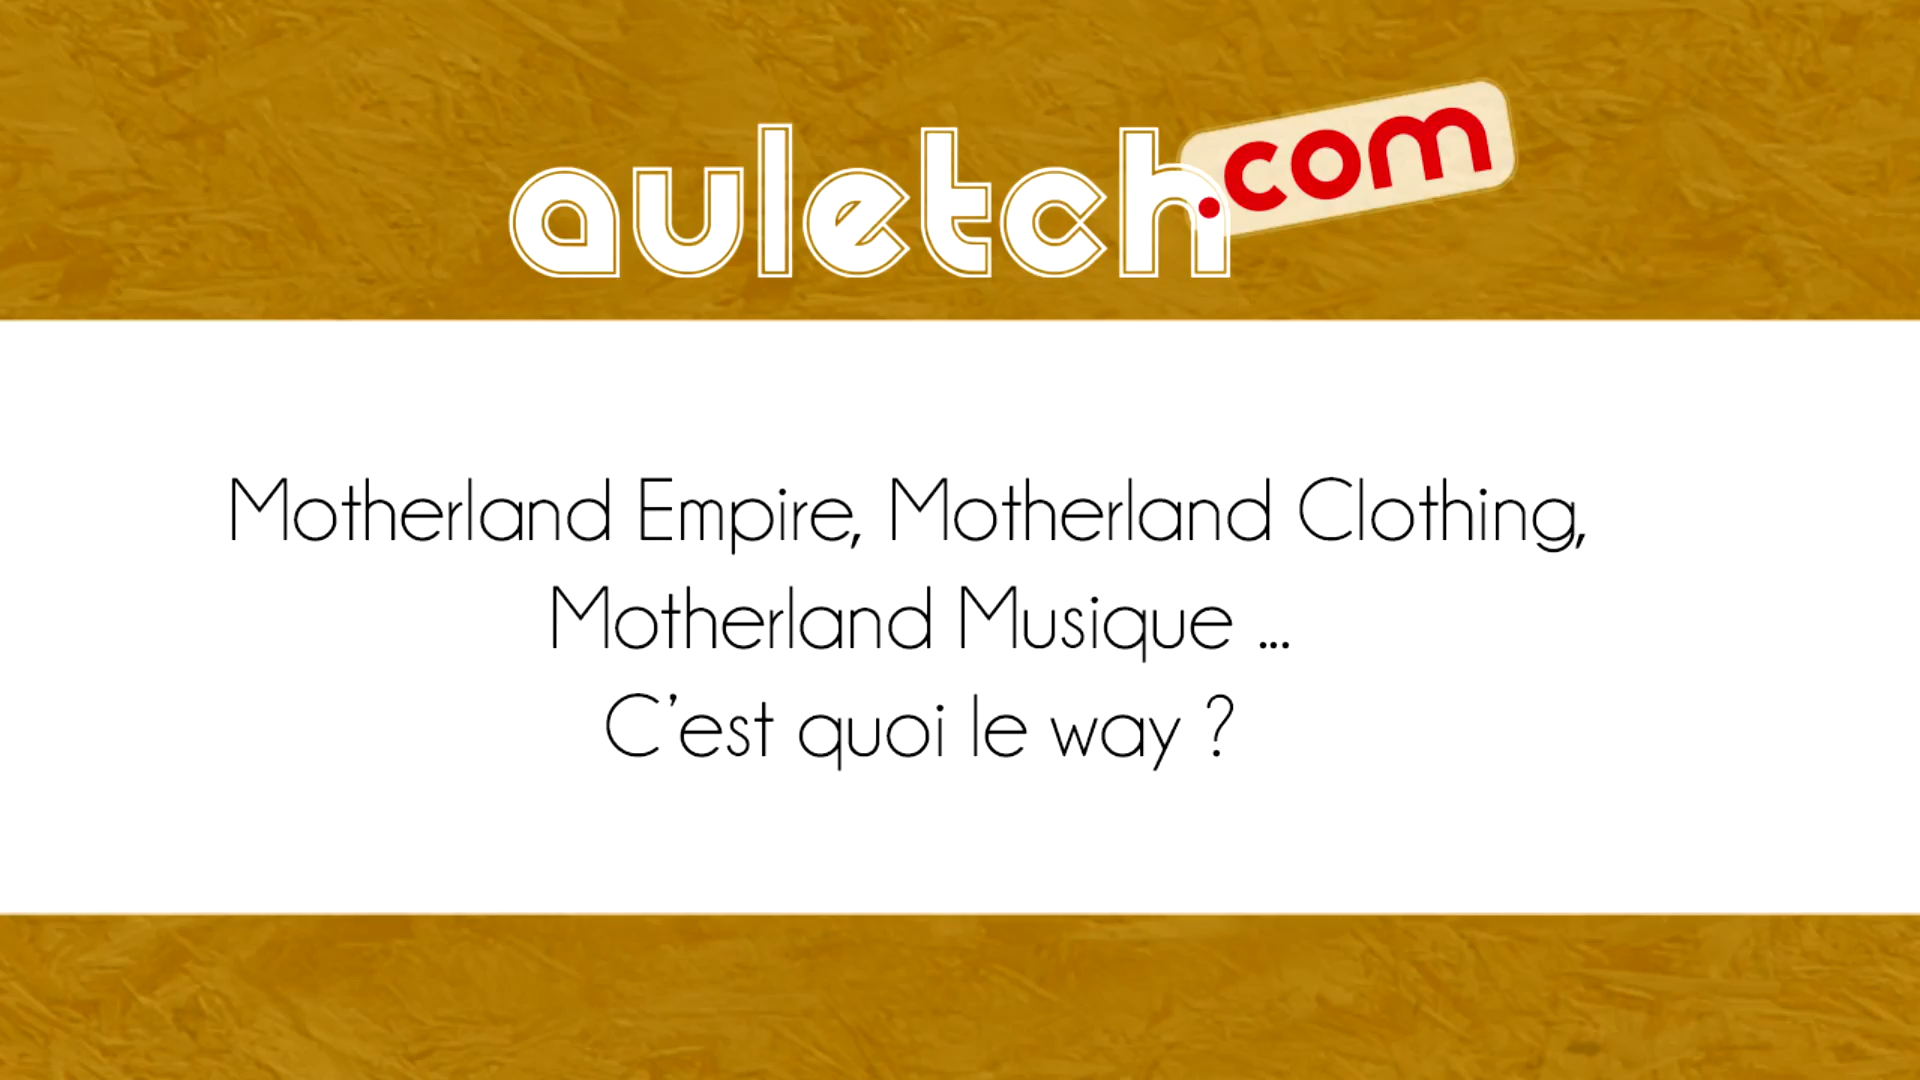 auletch.com
Motherland Empire, Motherland Clothing,
Motherland Musique ...
C'est quoi le way ?